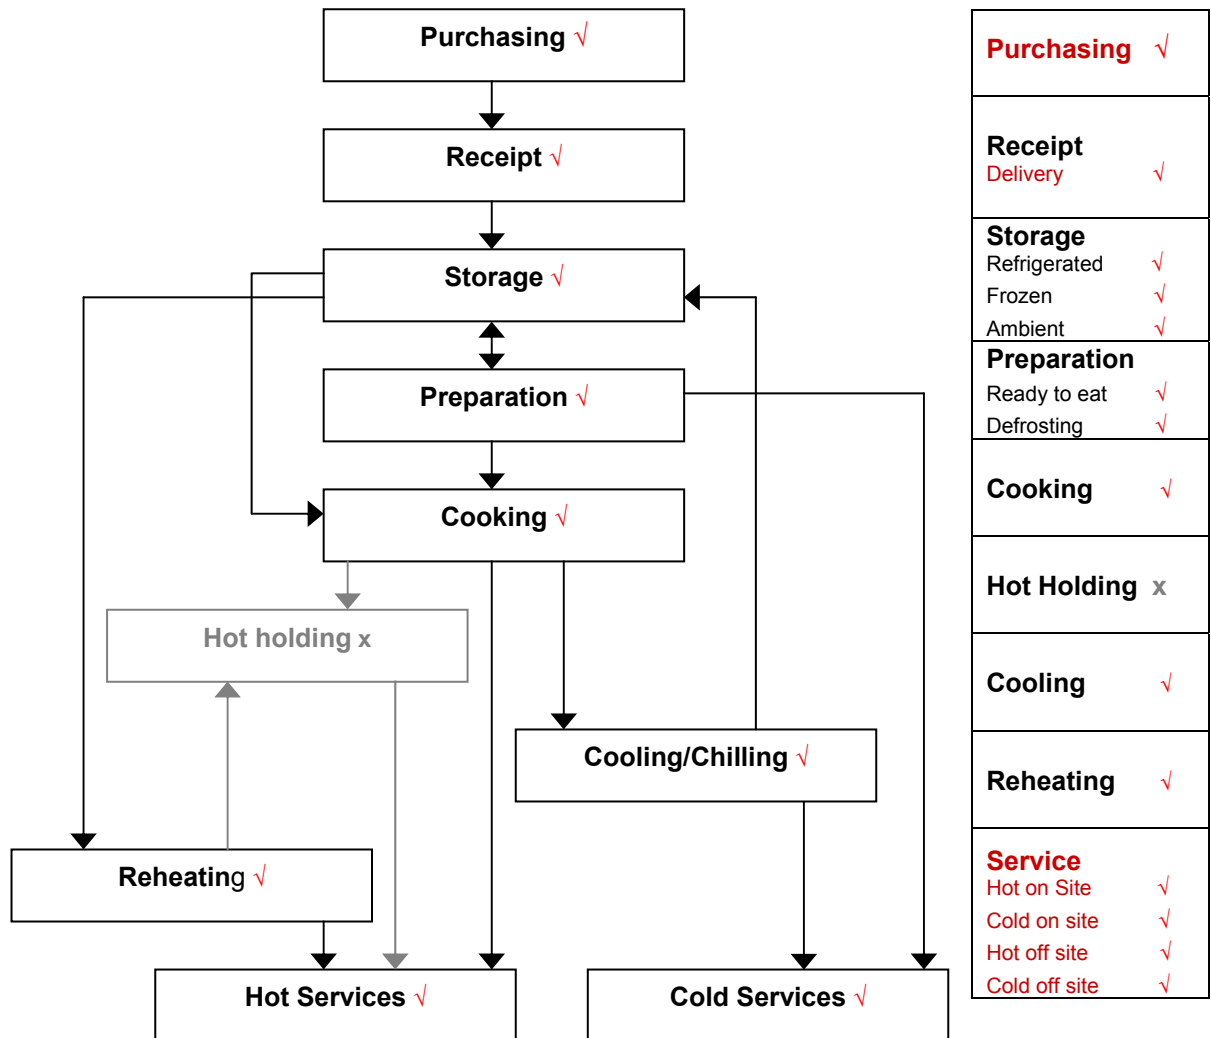 Purchasing √
Receipt √
Storage √
Preparation √
Cooking √
Hot holding x
Cooling/Chilling √
Reheating √
Hot Services √
Cold Services √
Purchasing √
Receipt
Delivery √
Storage
Refrigerated √
Frozen √
Ambient √
Preparation
Ready to eat √
Defrosting √
Cooking √
Hot Holding x
Cooling √
Reheating √
Service
Hot on Site √
Cold on site √
Hot off site √
Cold off site √